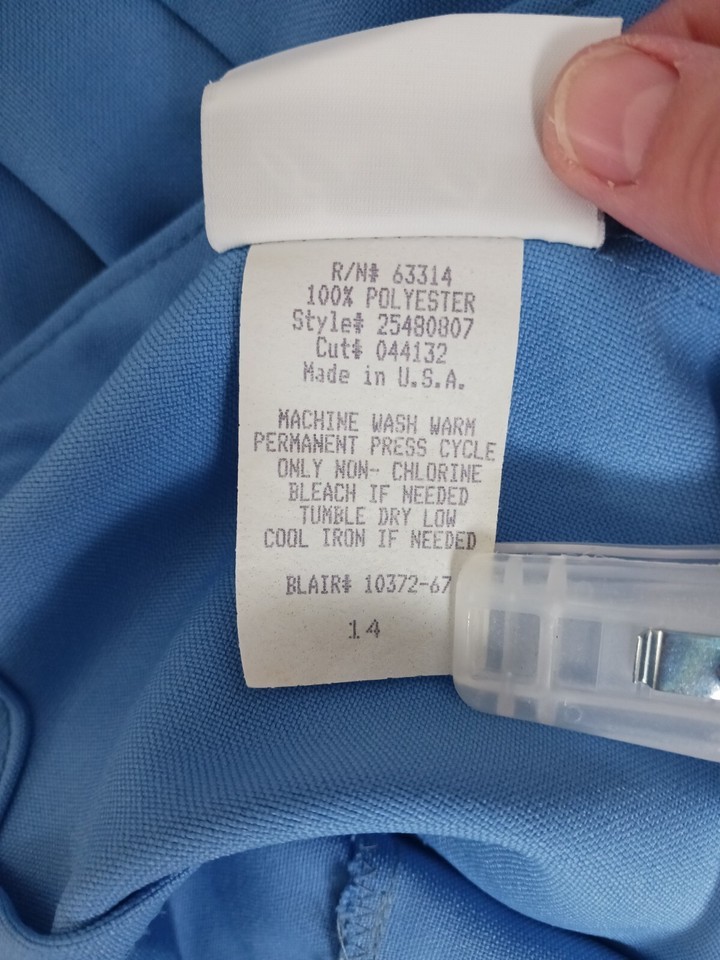 R/N# 63314
100% POLYESTER
Style# 25480807
Cut# 044132
Made in U.S.A.
MACHINE WASH WARM
PERMANENT PRESS CYCLE
ONLY NON- CHLORINE
BLEACH IF NEEDED
TUMBLE DRY LOW
COOL IRON IF NEEDED
BLAIR# 10372-67
14